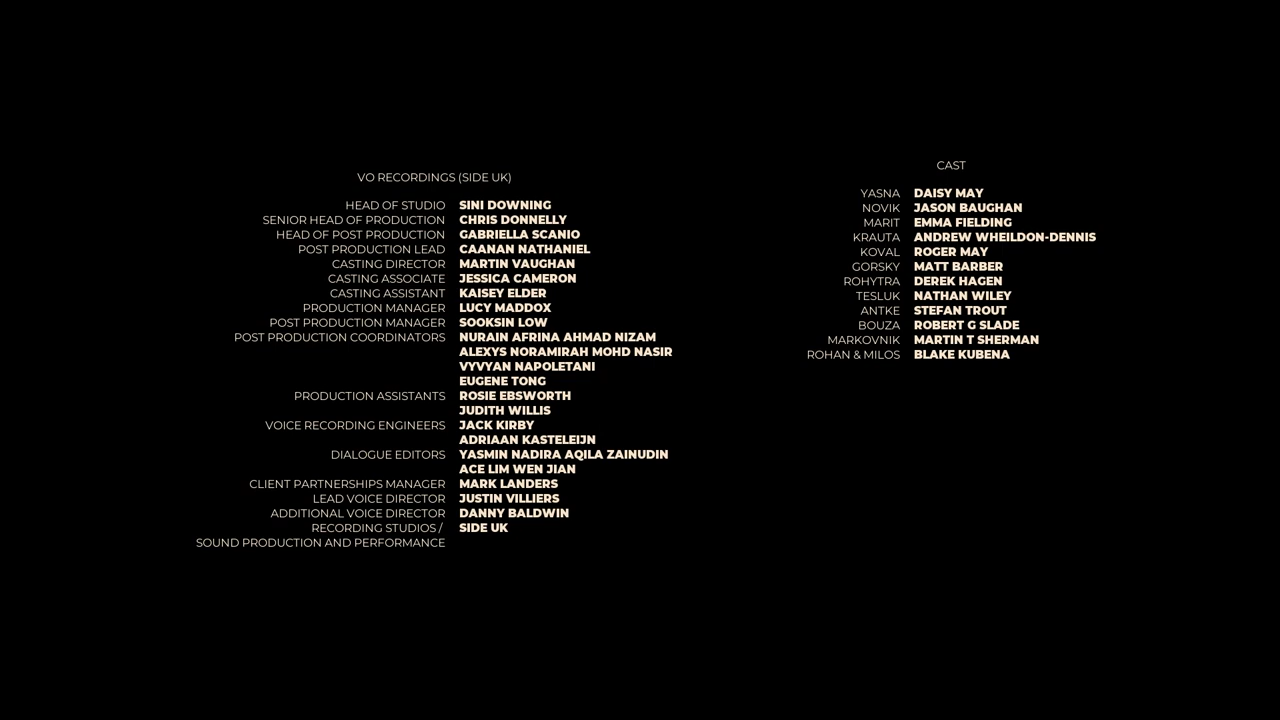 VO RECORDINGS (SIDE UK)
HEAD OF STUDIO SINI DOWNING
SENIOR HEAD OF PRODUCTION CHRIS DONNELLY
HEAD OF POST PRODUCTION GABRIELLA SCANIO
POST PRODUCTION LEAD CAANAN NATHANIEL
CASTING DIRECTOR MARTIN VAUGHAN
CASTING ASSOCIATE JESSICA CAMERON
CASTING ASSISTANT KAISEY ELDER
PRODUCTION MANAGER LUCY MADDOX
POST PRODUCTION MANAGER SOOKSIN LOW
POST PRODUCTION COORDINATORS NURAIN AFRINA AHMAD NIZAM
ALEXYS NORAMIRAH MOHD NASIR
VYVYAN NAPOLETANI
EUGENE TONG
PRODUCTION ASSISTANTS ROSIE EBSWORTH
JUDITH WILLIS
VOICE RECORDING ENGINEERS JACK KIRBY
ADRIAAN KASTELEIJN
DIALOGUE EDITORS YASMIN NADIRA AQILA ZAINUDIN
ACE LIM WEN JIAN
CLIENT PARTNERSHIPS MANAGER MARK LANDERS
LEAD VOICE DIRECTOR JUSTIN VILLIERS
ADDITIONAL VOICE DIRECTOR DANNY BALDWIN
RECORDING STUDIOS / SIDE UK
SOUND PRODUCTION AND PERFORMANCE
CAST
YASNA DAISY MAY
NOVIK JASON BAUGHAN
MARIT EMMA FIELDING
KRAUTA ANDREW WHEILDON-DENNIS
KOVAL ROGER MAY
GORSKY MATT BARBER
ROHYTRA DEREK HAGEN
TESLUK NATHAN WILEY
ANTKE STEFAN TROUT
BOUZA ROBERT G SLADE
MARKOVNIK MARTIN T SHERMAN
ROHAN & MILOS BLAKE KUBENA